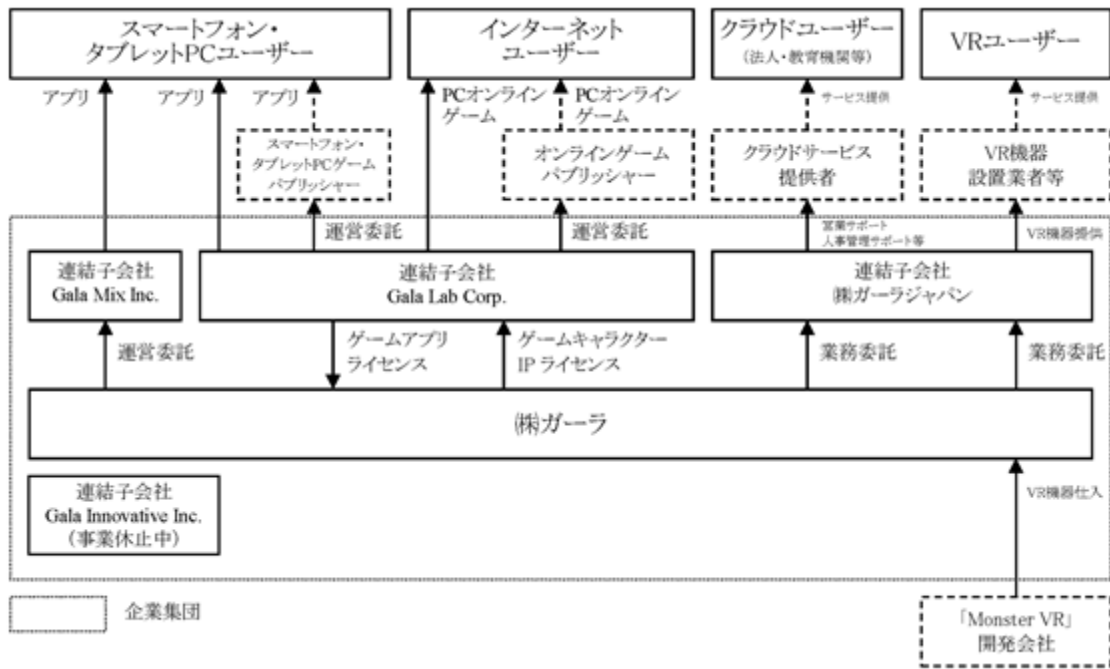 スマートフォン・
タブレットPCユーザー
インターネット
ユーザー
クラウドユーザー
(法人・教育機関等)
VRユーザー
アプリ
アプリ
アプリ
PCオンライン
ゲーム
PCオンライン
ゲーム
サービス提供
サービス提供
スマートフォン・
タブレットPCゲーム
パブリッシャー
オンラインゲーム
パブリッシャー
クラウドサービス
提供者
VR機器
設置業者等
運営委託
運営委託
営業サポート
人事管理サポート等
VR機器提供
連結子会社
Gala Mix Inc.
連結子会社
Gala Lab Corp.
連結子会社
㈱ガーラジャパン
運営委託
ゲームアプリ
ライセンス
ゲームキャラクター
IP ライセンス
業務委託
業務委託
㈱ガーラ
連結子会社
Gala Innovative Inc.
(事業休止中)
VR機器仕入
企業集団
「Monster VR」
開発会社